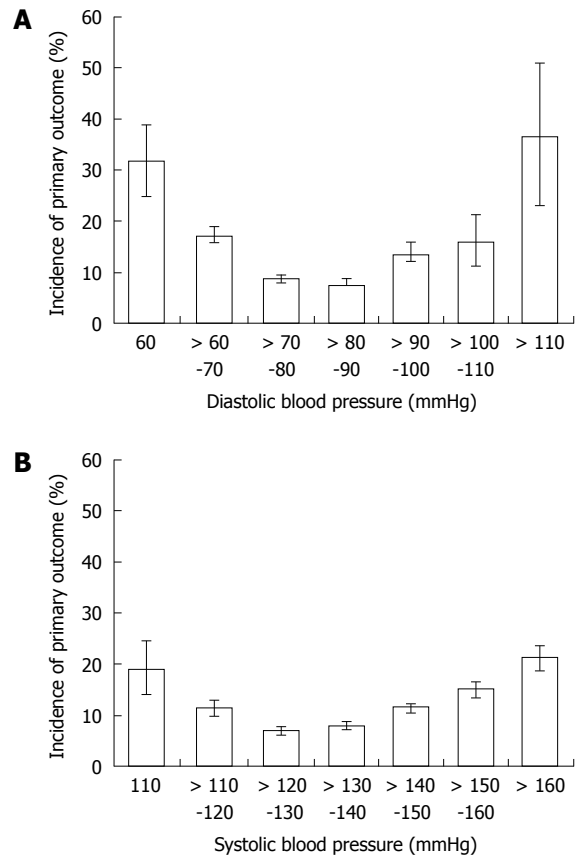 A
Incidence of primary outcome (%)
60
50
40
30
20
10
0
60 > 60 > 70 > 80 > 90 > 100 > 110
-70 -80 -90 -100 -110
Diastolic blood pressure (mmHg)
B
Incidence of primary outcome (%)
60
50
40
30
20
10
0
110 > 110 > 120 > 130 > 140 > 150 > 160
-120 -130 -140 -150 -160
Systolic blood pressure (mmHg)